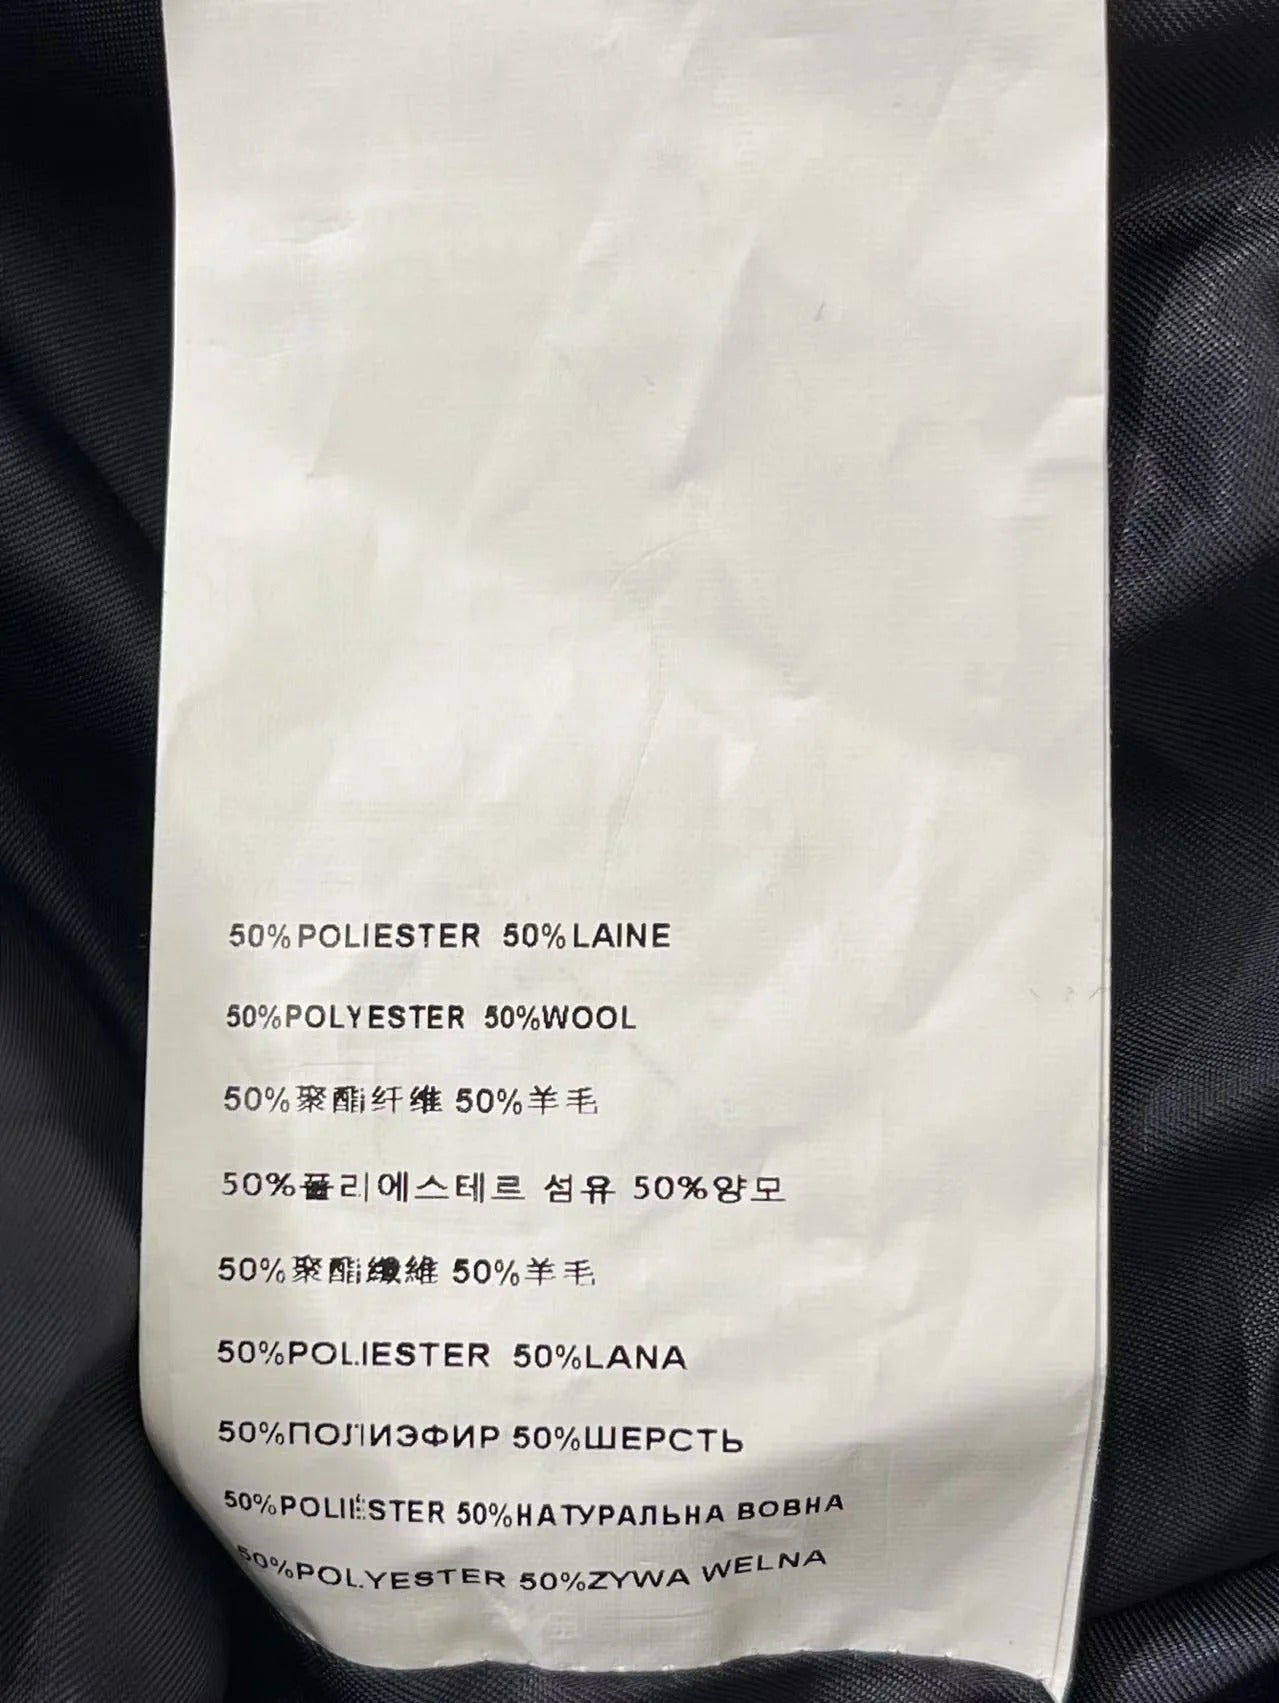 50%POLIESTER 50%LAINE
50%POLYESTER 50%WOOL
50%聚酯纤维 50%羊毛
50%폴리에스테르 섬유 50%양모
50%聚酯纖維 50%羊毛
50%POLIESTER 50%LANA
50%ПОЛИЭФИР 50%ШЕРСТЬ
50%POLIIESTER 50%НАТУРАЛЬНА ВОВНА
50%POLYESTER 50%ZYWA WELNA